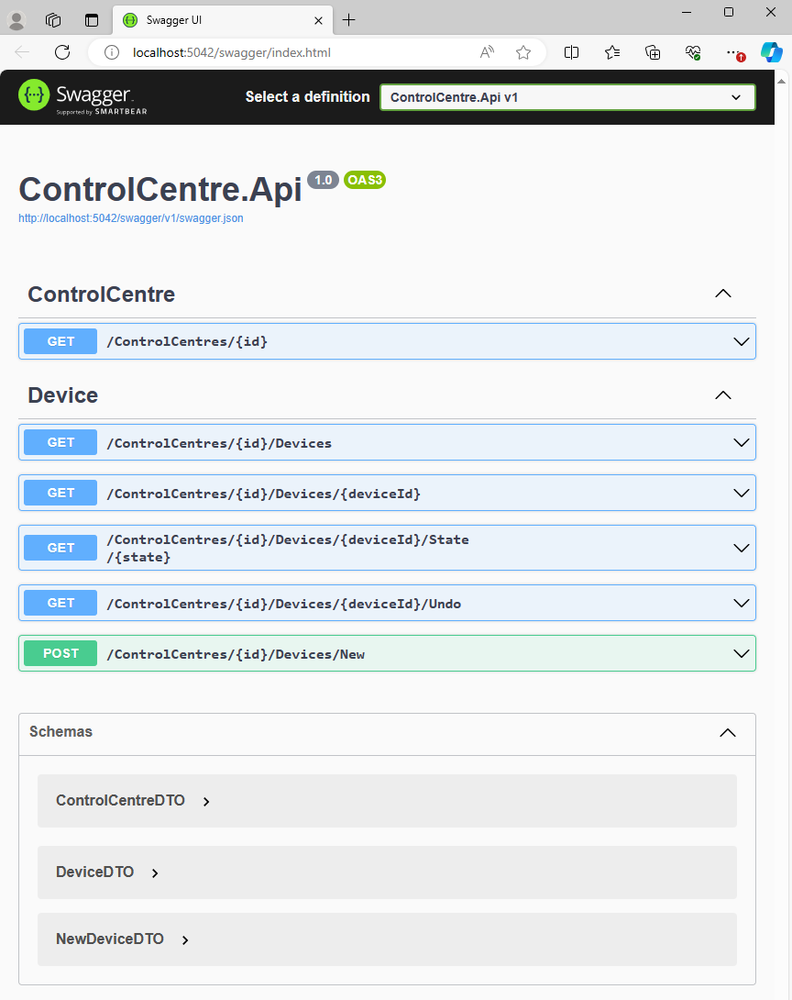 Swagger UI
localhost:5042/swagger/index.html
Swagger.
Supported by SMARTBEAR
Select a definition
ControlCentre.Api v1
ControlCentre.Api 1.0 OAS3
http://localhost:5042/swagger/v1/swagger.json
ControlCentre
GET /ControlCentres/{id}
Device
GET /ControlCentres/{id}/Devices
GET /ControlCentres/{id}/Devices/{deviceId}
GET /ControlCentres/{id}/Devices/{deviceId}/State
/{state}
GET /ControlCentres/{id}/Devices/{deviceId}/Undo
POST /ControlCentres/{id}/Devices/New
Schemas
ControlCentreDTO
DeviceDTO
NewDeviceDTO